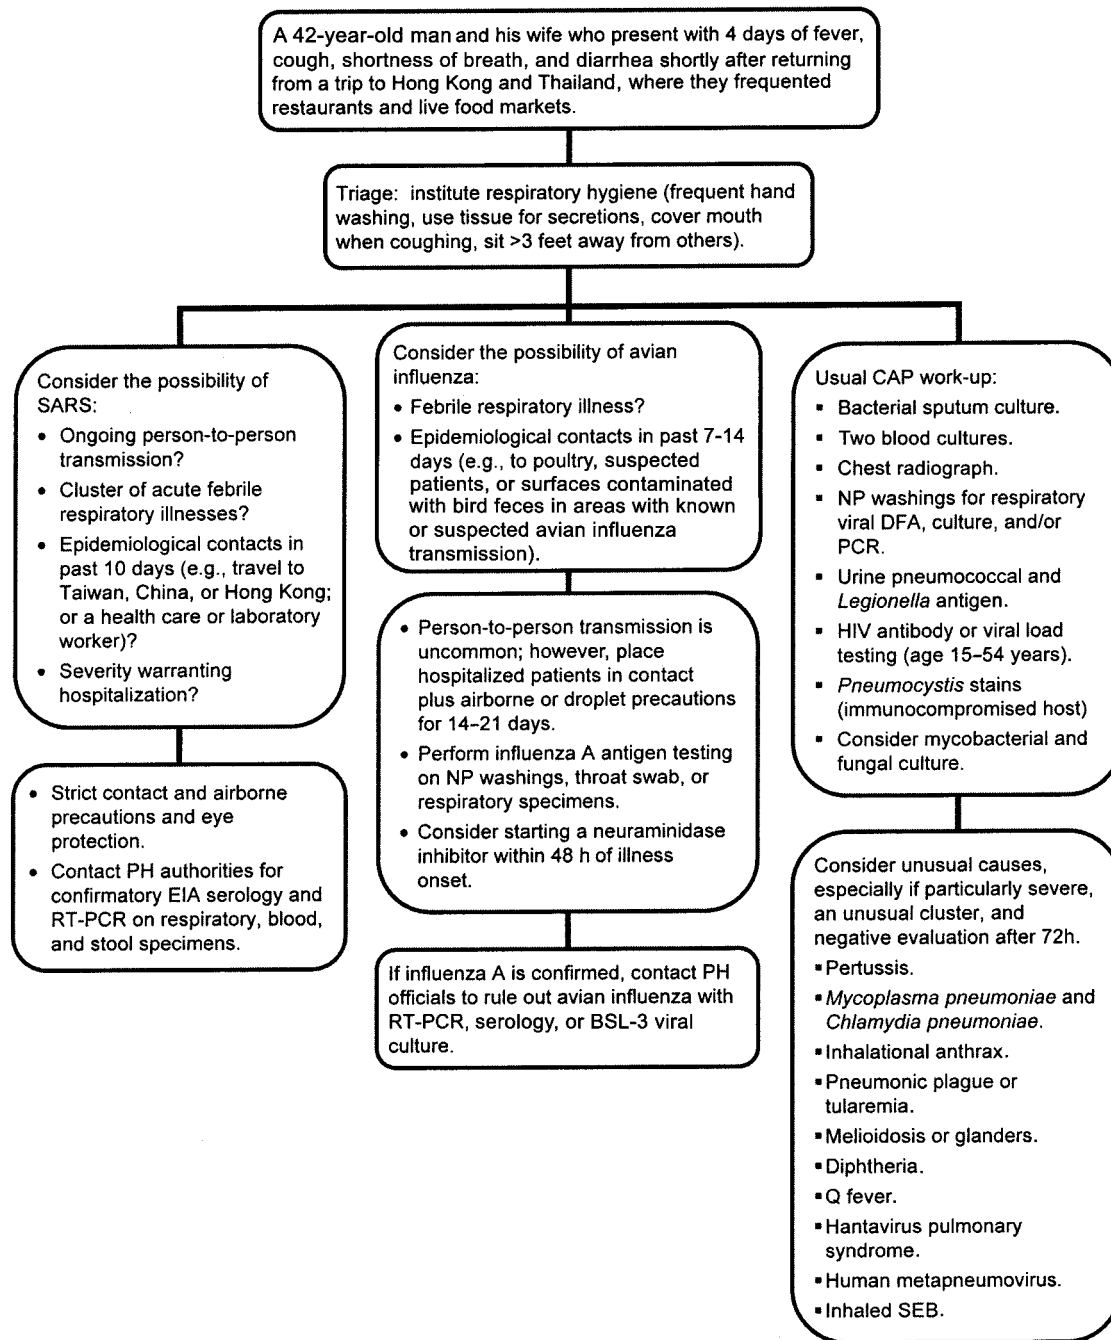 A 42-year-old man and his wife who present with 4 days of fever,
cough, shortness of breath, and diarrhea shortly after returning
from a trip to Hong Kong and Thailand, where they frequented
restaurants and live food markets.
Triage: institute respiratory hygiene (frequent hand
washing, use tissue for secretions, cover mouth
when coughing, sit >3 feet away from others).
Consider the possibility of
SARS:
• Ongoing person-to-person
transmission?
• Cluster of acute febrile
respiratory illnesses?
• Epidemiological contacts in
past 10 days (e.g., travel to
Taiwan, China, or Hong Kong;
or a health care or laboratory
worker)?
• Severity warranting
hospitalization?
• Strict contact and airborne
precautions and eye
protection.
• Contact PH authorities for
confirmatory EIA serology and
RT-PCR on respiratory, blood,
and stool specimens.
Consider the possibility of avian
influenza:
• Febrile respiratory illness?
• Epidemiological contacts in past 7-14
days (e.g., to poultry, suspected
patients, or surfaces contaminated
with bird feces in areas with known
or suspected avian influenza
transmission).
• Person-to-person transmission is
uncommon; however, place
hospitalized patients in contact
plus airborne or droplet precautions
for 14–21 days.
• Perform influenza A antigen testing
on NP washings, throat swab, or
respiratory specimens.
• Consider starting a neuraminidase
inhibitor within 48 h of illness
onset.
If influenza A is confirmed, contact PH
officials to rule out avian influenza with
RT-PCR, serology, or BSL-3 viral
culture.
Usual CAP work-up:
▪ Bacterial sputum culture.
▪ Two blood cultures.
▪ Chest radiograph.
▪ NP washings for respiratory
viral DFA, culture, and/or
PCR.
▪ Urine pneumococcal and
Legionella antigen.
▪ HIV antibody or viral load
testing (age 15–54 years).
▪ Pneumocystis stains
(immunocompromised host)
▪ Consider mycobacterial and
fungal culture.
Consider unusual causes,
especially if particularly severe,
an unusual cluster, and
negative evaluation after 72h.
▪ Pertussis.
▪ Mycoplasma pneumoniae and
Chlamydia pneumoniae.
▪ Inhalational anthrax.
▪ Pneumonic plague or
tularemia.
▪ Melioidosis or glanders.
▪ Diphtheria.
▪ Q fever.
▪ Hantavirus pulmonary
syndrome.
▪ Human metapneumovirus.
▪ Inhaled SEB.